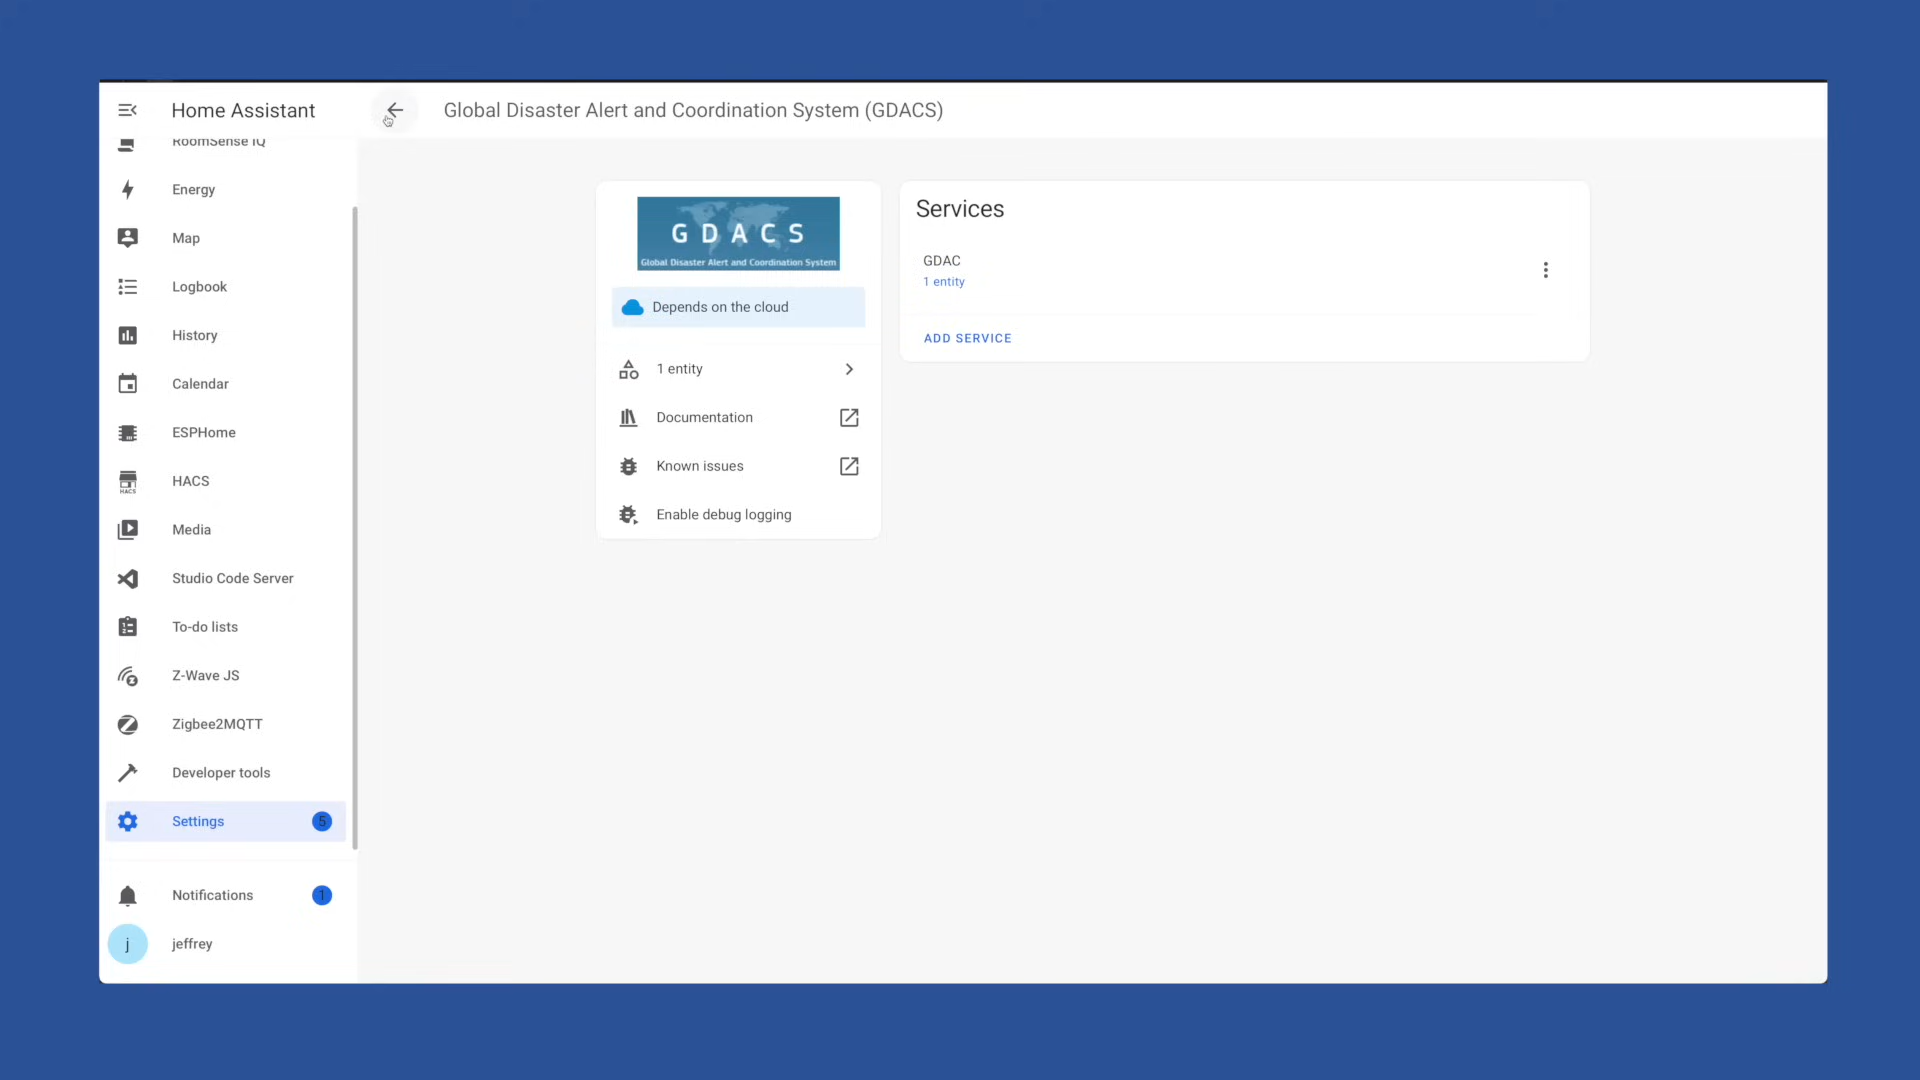 Home Assistant
Global Disaster Alert and Coordination System (GDACS)
RoomSense IQ
Energy
Map
Logbook
History
Calendar
ESPHome
HACS
HACS
Media
Studio Code Server
To-do lists
Z-Wave JS
Zigbee2MQTT
Developer tools
Settings
5
Notifications
1
j
jeffrey
G D A C S
Global Disaster Alert and Coordination System
Depends on the cloud
1 entity
Documentation
Known issues
Enable debug logging
Services
GDAC
1 entity
ADD SERVICE